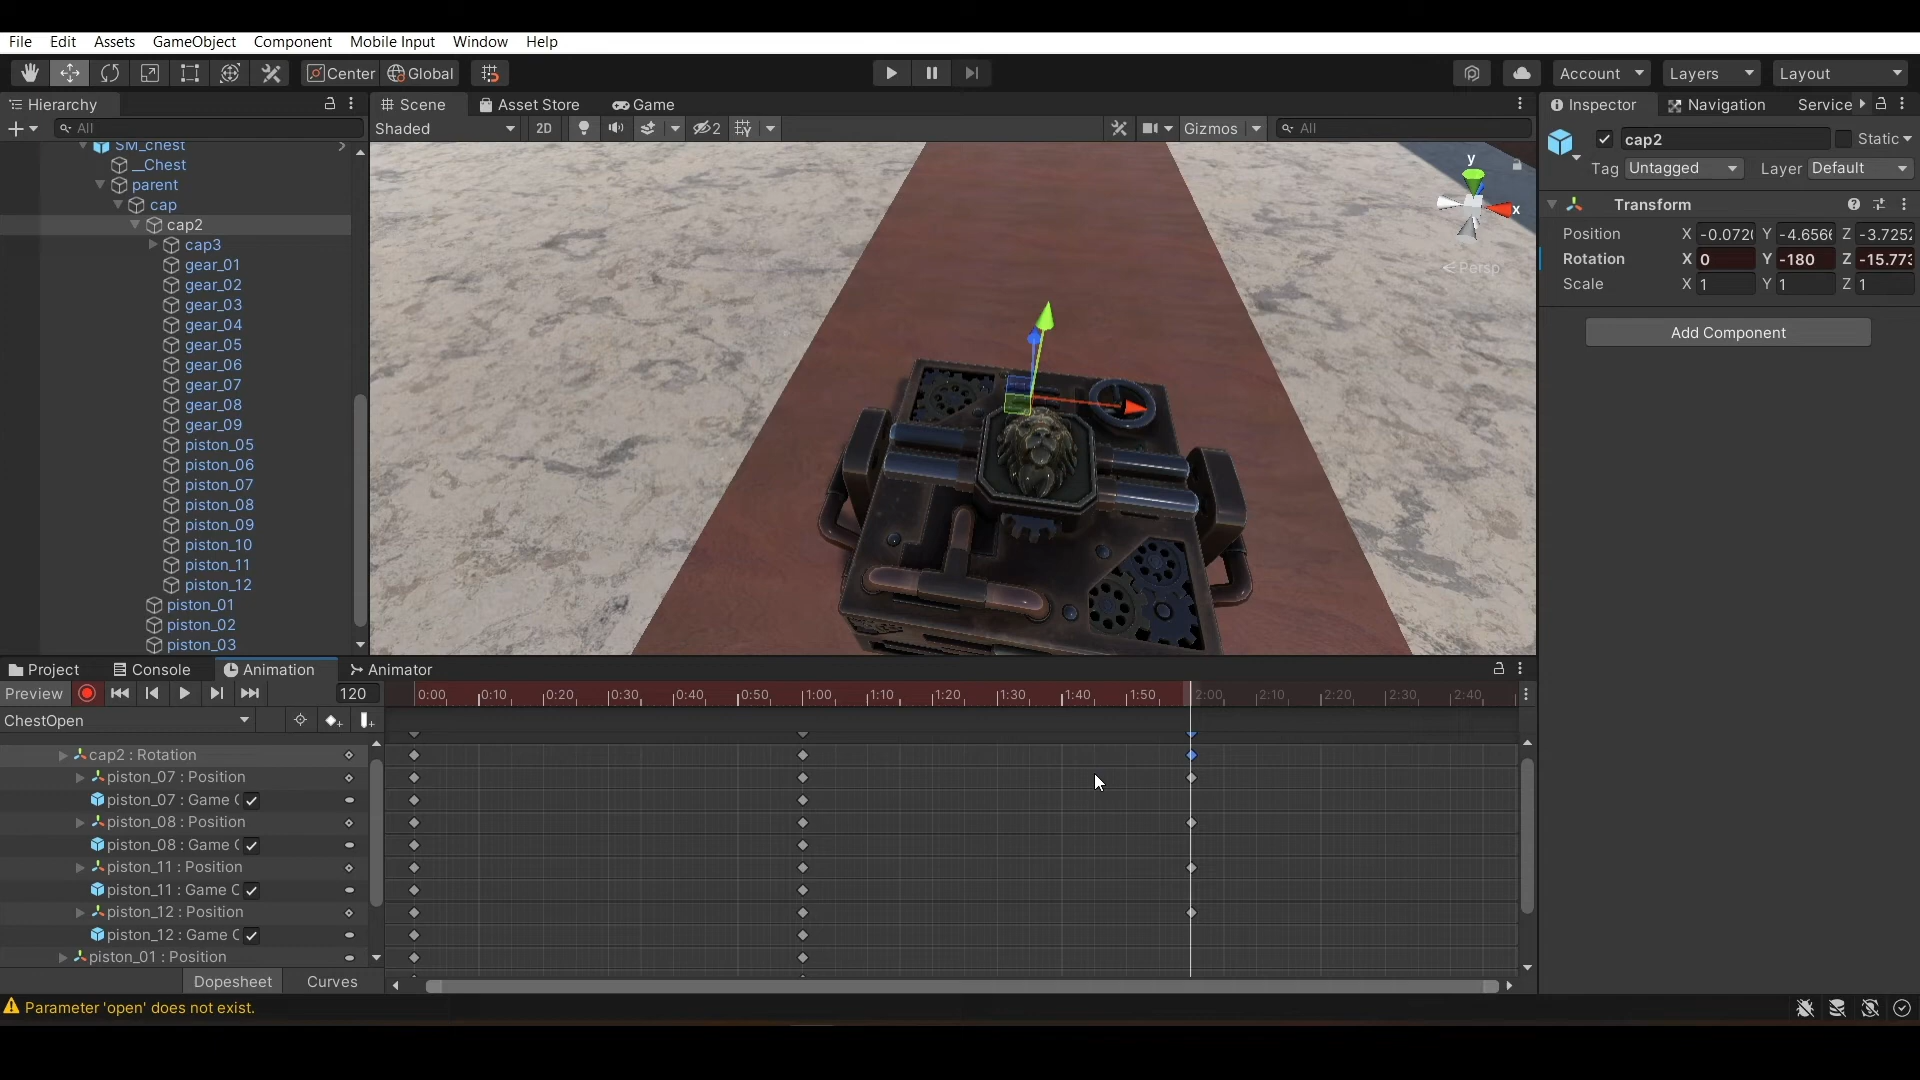 File Edit Assets GameObject Component Mobile Input Window Help
Center Global Account Layers Layout
Hierarchy Scene Asset Store Game Inspector Navigation Service
All Shaded 2D 2 Gizmos All cap2 Static
Tag Untagged Layer Default
SM_chest
__Chest
parent
cap
cap2
cap3
gear_01
gear_02
gear_03
gear_04
gear_05
gear_06
gear_07
gear_08
gear_09
piston_05
piston_06
piston_07
piston_08
piston_09
piston_10
piston_11
piston_12
piston_01
piston_02
piston_03
y
x
Persp
Transform
Position X -0.072 Y -4.656 Z -3.725
Rotation X 0 Y -180 Z -15.773
Scale X 1 Y 1 Z 1
Add Component
Project Console Animation Animator
Preview 120 0:00 0:10 0:20 0:30 0:40 0:50 1:00 1:10 1:20 1:30 1:40 1:50 2:00 2:10 2:20 2:30 2:40
ChestOpen
cap2 : Rotation
piston_07 : Position
piston_07 : Game
piston_08 : Position
piston_08 : Game
piston_11 : Position
piston_11 : Game
piston_12 : Position
piston_12 : Game
piston_01 : Position
Dopesheet Curves
Parameter 'open' does not exist.